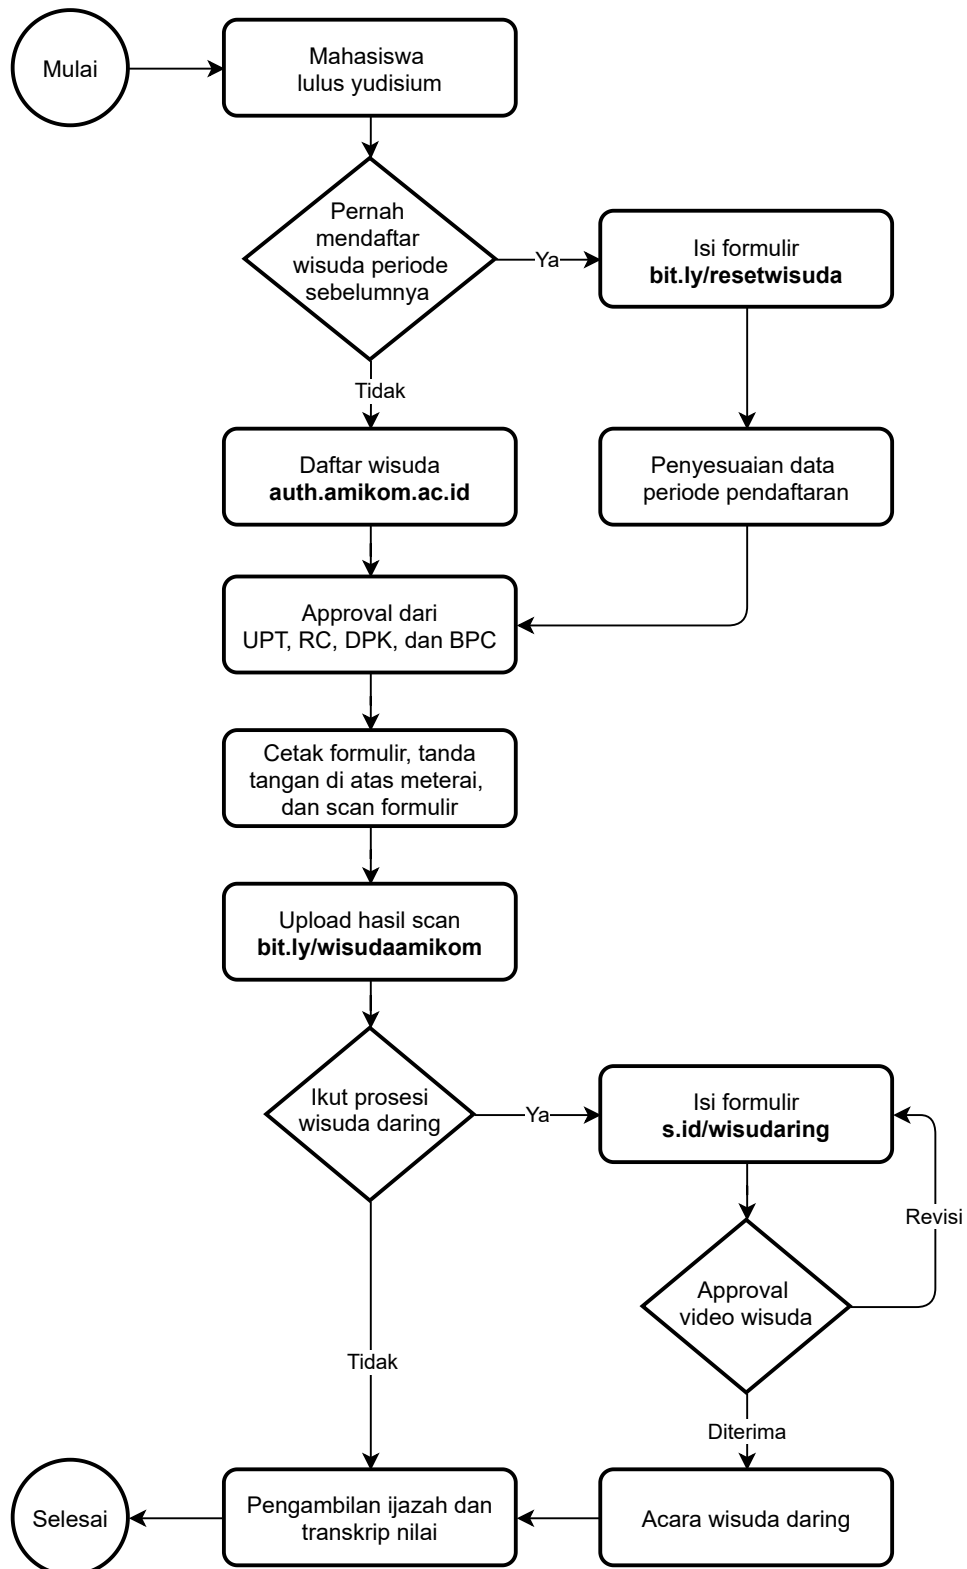 Mulai
Mahasiswa
lulus yudisium
Pernah
mendaftar
wisuda periode
sebelumnya
Ya
Isi formulir
bit.ly/resetwisuda
Tidak
Daftar wisuda
auth.amikom.ac.id
Penyesuaian data
periode pendaftaran
Approval dari
UPT, RC, DPK, dan BPC
Cetak formulir, tanda
tangan di atas meterai,
dan scan formulir
Upload hasil scan
bit.ly/wisudaamikom
Ikut prosesi
wisuda daring
Ya
Isi formulir
s.id/wisudaring
Revisi
Approval
video wisuda
Tidak
Diterima
Selesai
Pengambilan ijazah dan
transkrip nilai
Acara wisuda daring